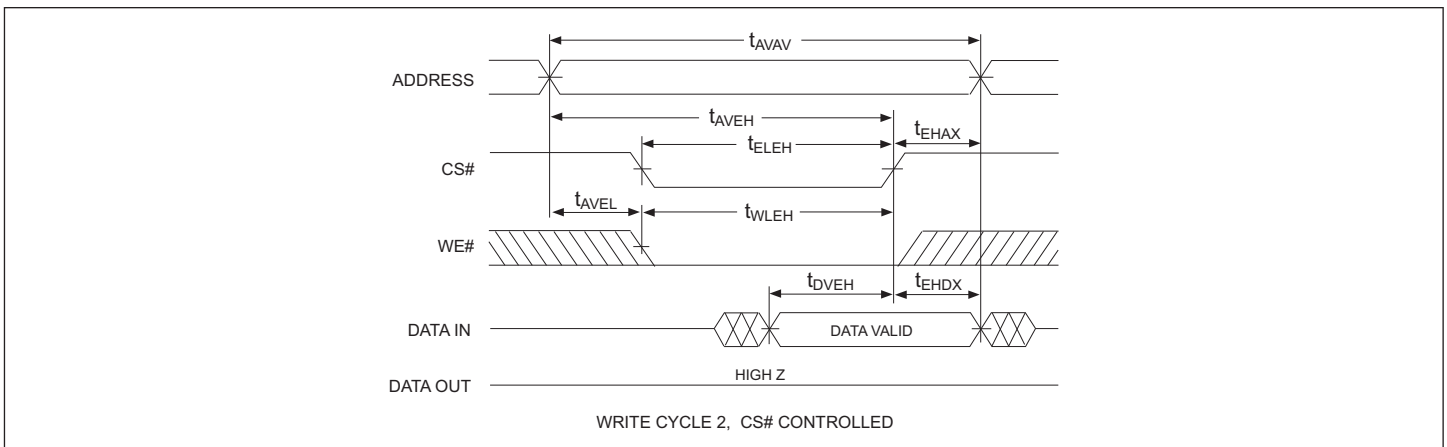 tAVAV
ADDRESS
tAVEH
tEHAX
tELEH
CS#
tAVEL
tWLEH
WE#
tDVEH
tEHDX
DATA IN
DATA VALID
HIGH Z
DATA OUT
WRITE CYCLE 2, CS# CONTROLLED